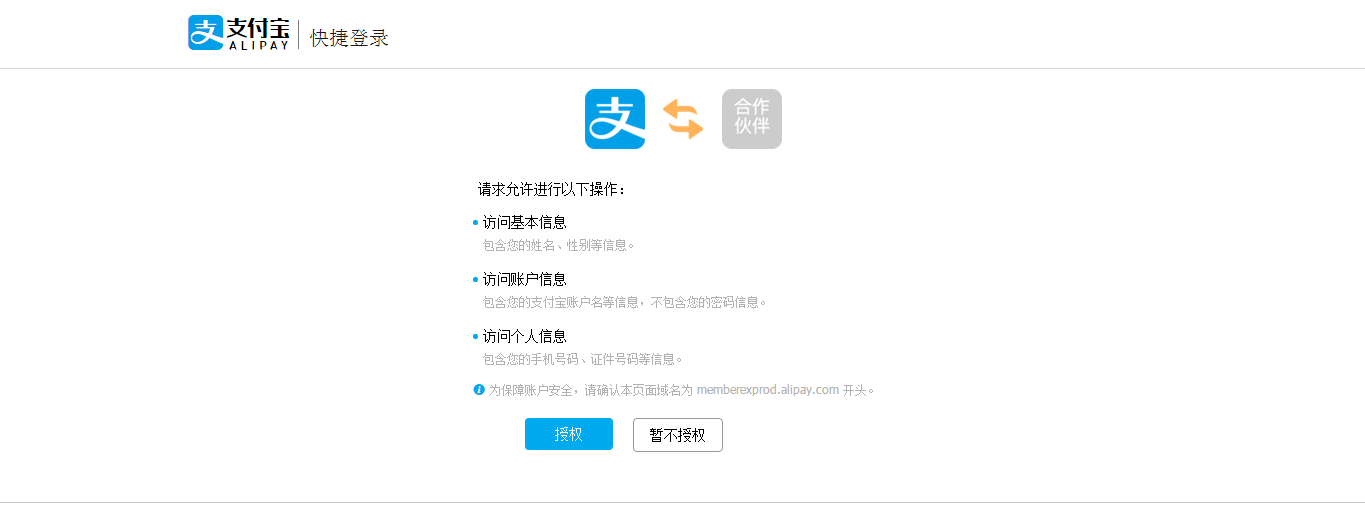 支 支付宝 快捷登录
ALIPAY
支 合作
伙伴
请求允许进行以下操作：
访问基本信息
包含您的姓名、性别等信息。
访问账户信息
包含您的支付宝账户名等信息，不包含您的密码信息。
访问个人信息
包含您的手机号码、证件号码等信息。
为保障账户安全，请确认本页面域名为 memberexprod.alipay.com 开头。
授权 暂不授权